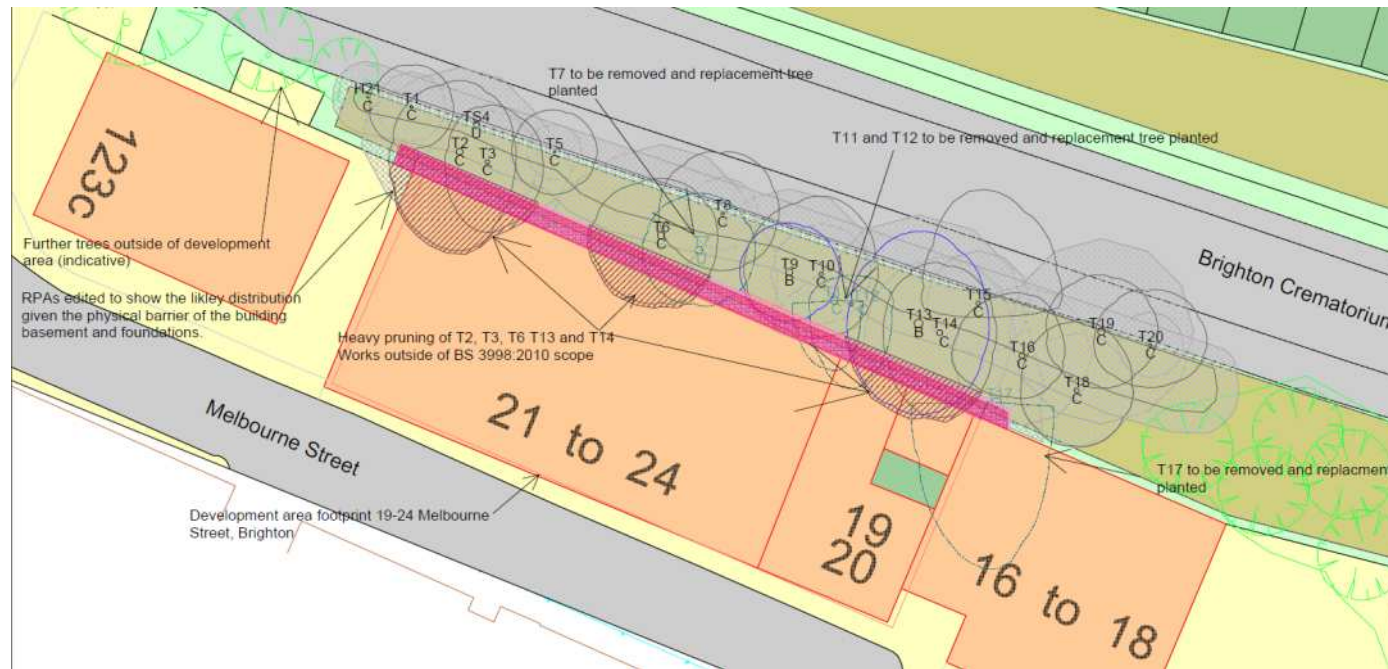 T7 to be removed and replacement tree
planted
H21
C
T1
C
TS4
U
T2
C
T3
C
T5
C
T11 and T12 to be removed and replacement tree planted
123c
T8
C
T6
C
Further trees outside of development
area (indicative)
T9
B
T10
C
Brighton Crematorium
RPAs edited to show the likley distribution
given the physical barrier of the building
basement and foundations.
T15
C
T13
B
T14
C
T19
C
T20
C
Heavy pruning of T2, T3, T6 T13 and T14
Works outside of BS 3998:2010 scope
T16
C
T18
C
T17
Melbourne Street
21 to 24
T17 to be removed and replacment
planted
Development area footprint 19-24 Melbourne
Street, Brighton
19
20
16 to 18